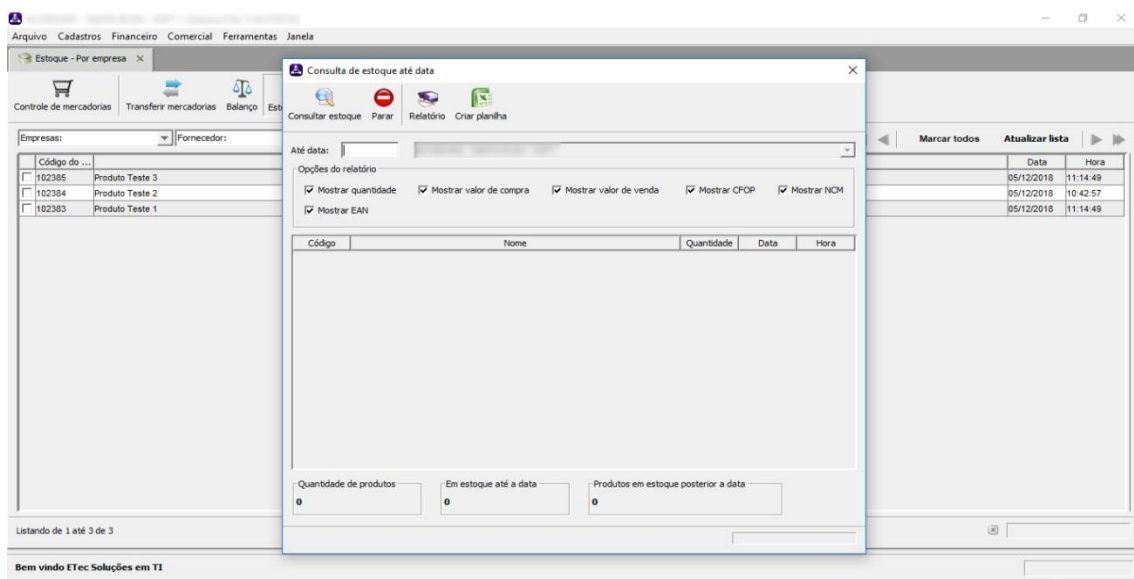 Arquivo Cadastros Financeiro Comercial Ferramentas Janela
Estoque - Por empresa
Consulta de estoque até data
Controle de mercadorias Transferir mercadorias Balanço Est
Consultar estoque Parar Relatório Criar planilha
Empresas: Fornecedor:
Marcar todos Atualizar lista
Até data:
Opções do relatório
Mostrar quantidade Mostrar valor de compra Mostrar valor de venda Mostrar CFOP Mostrar NCM
Mostrar EAN
Código do ... Data Hora
102385 Produto Teste 3 05/12/2018 11:14:49
102384 Produto Teste 2 05/12/2018 10:42:57
102383 Produto Teste 1 05/12/2018 11:14:49
Código Nome Quantidade Data Hora
Quantidade de produtos Em estoque até a data Produtos em estoque posterior a data
0 0 0
Listando de 1 até 3 de 3
Bem vindo ETec Soluções em TI